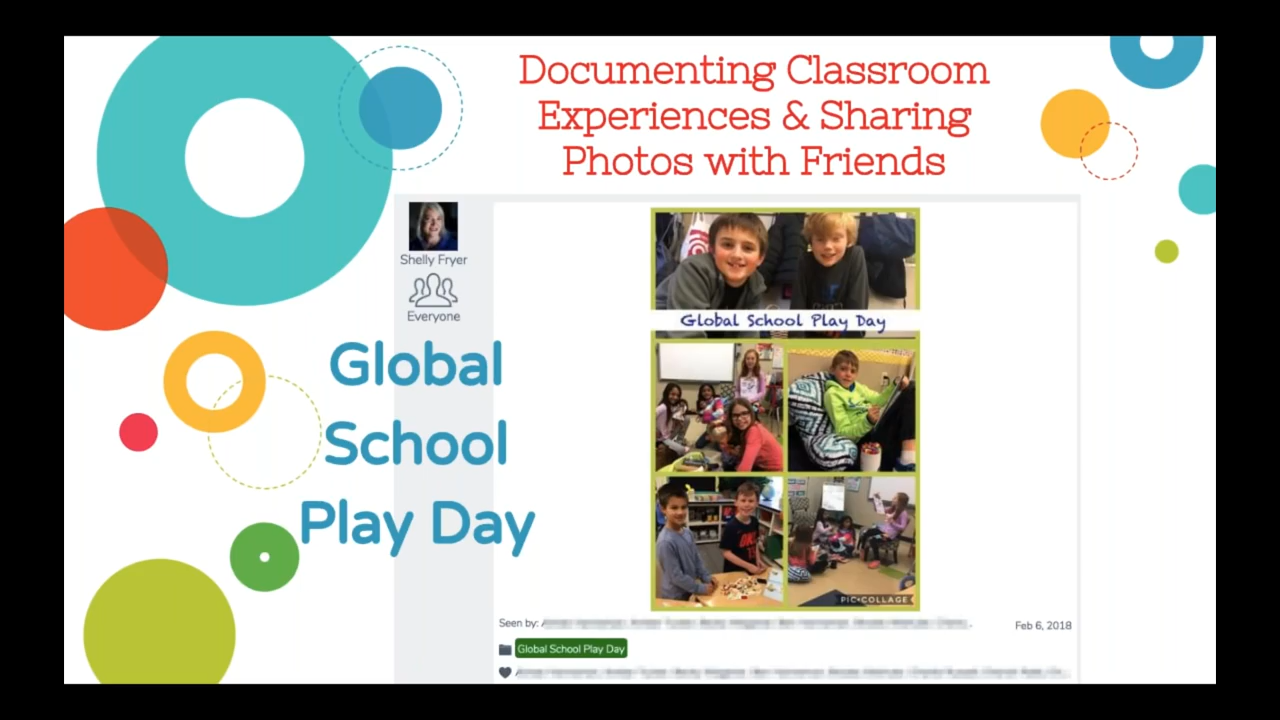 Documenting Classroom
Experiences & Sharing
Photos with Friends
Shelly Fryer
Everyone
Global
School
Play Day
Global School Play Day
PIC•COLLAGE
Seen by:
Feb 6, 2018
Global School Play Day